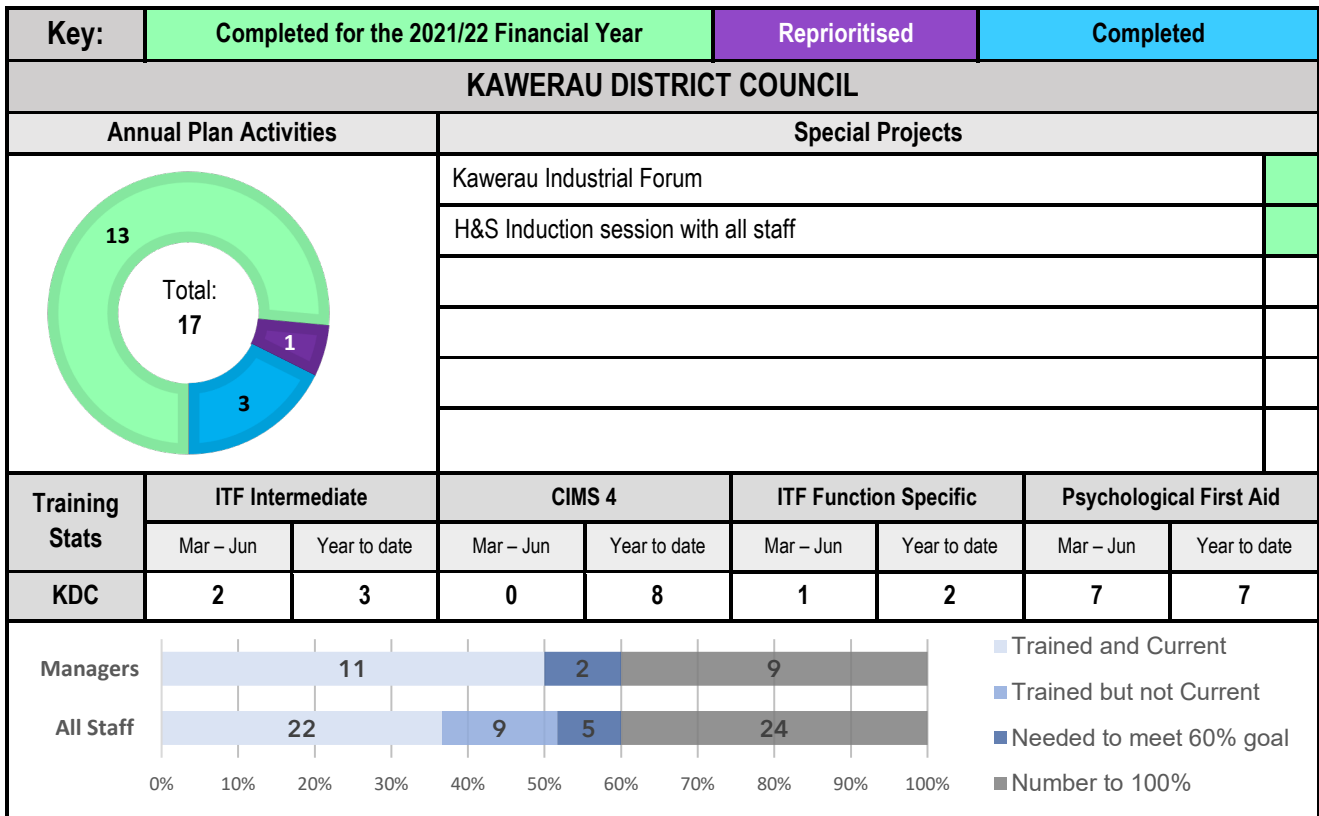 Key: Completed for the 2021/22 Financial Year Reprioritised Completed
KAWERAU DISTRICT COUNCIL
Annual Plan Activities Special Projects
13
Total:
17
1
3
Kawerau Industrial Forum
H&S Induction session with all staff
Training Stats ITF Intermediate CIMS 4 ITF Function Specific Psychological First Aid
Mar – Jun Year to date Mar – Jun Year to date Mar – Jun Year to date Mar – Jun Year to date
KDC 2 3 0 8 1 2 7 7
Managers 11 2 9
All Staff 22 9 5 24
0% 10% 20% 30% 40% 50% 60% 70% 80% 90% 100%
Trained and Current
Trained but not Current
Needed to meet 60% goal
Number to 100%